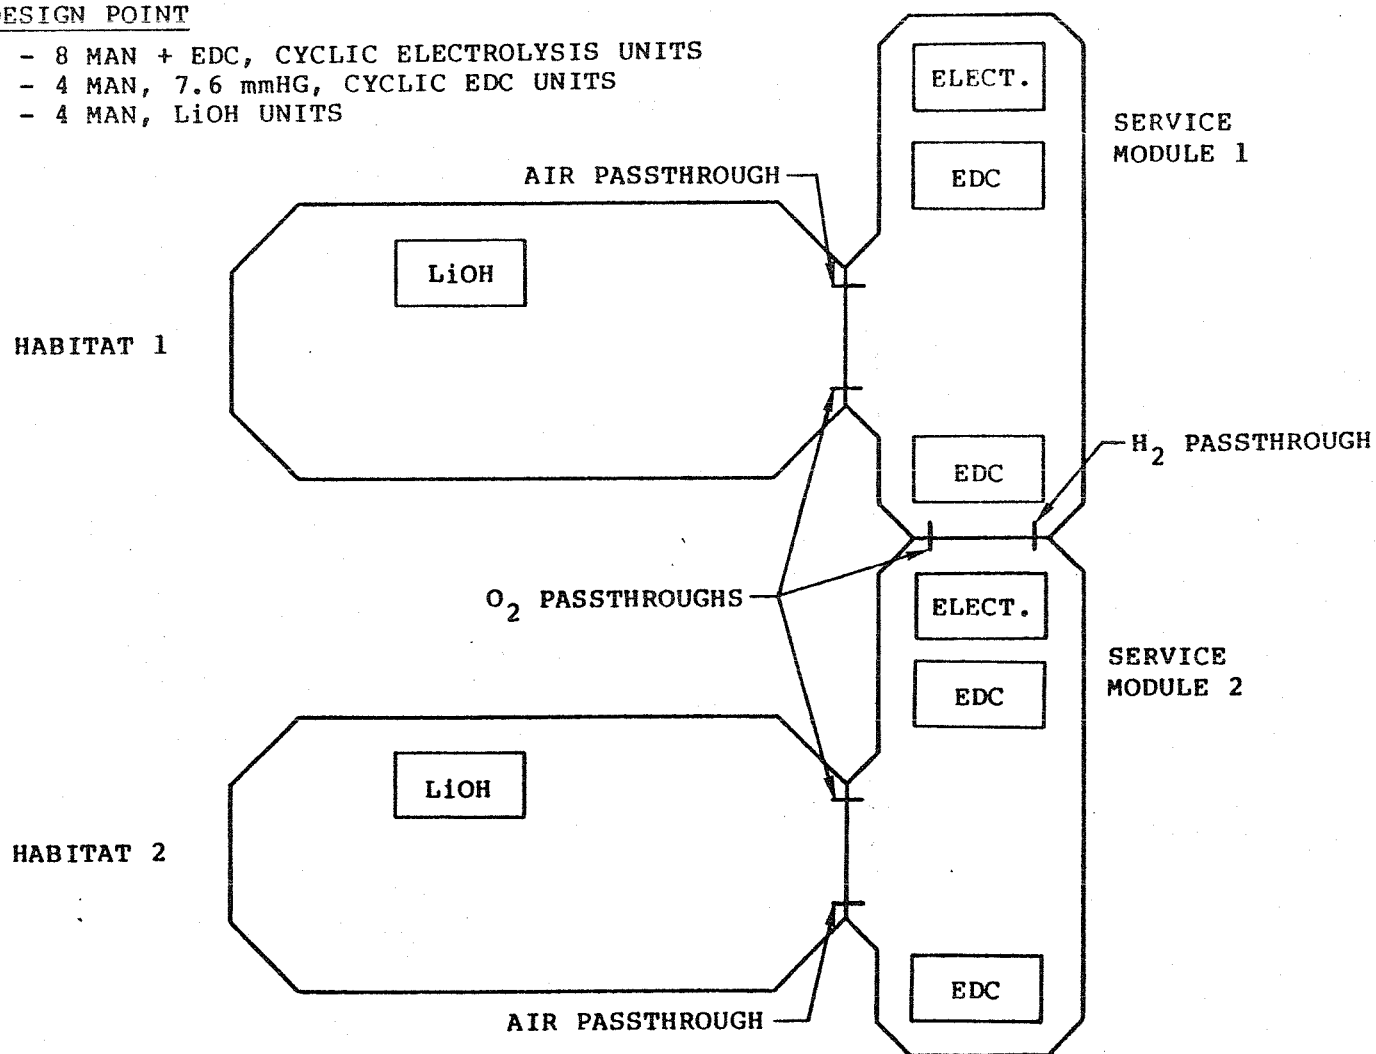 DESIGN POINT
- 8 MAN + EDC, CYCLIC ELECTROLYSIS UNITS
- 4 MAN, 7.6 mmHG, CYCLIC EDC UNITS
- 4 MAN, LiOH UNITS
ELECT.
SERVICE
MODULE 1
AIR PASSTHROUGH
EDC
LiOH
HABITAT 1
H2 PASSTHROUGH
EDC
O2 PASSTHROUGHS
ELECT.
SERVICE
MODULE 2
EDC
LiOH
HABITAT 2
EDC
AIR PASSTHROUGH